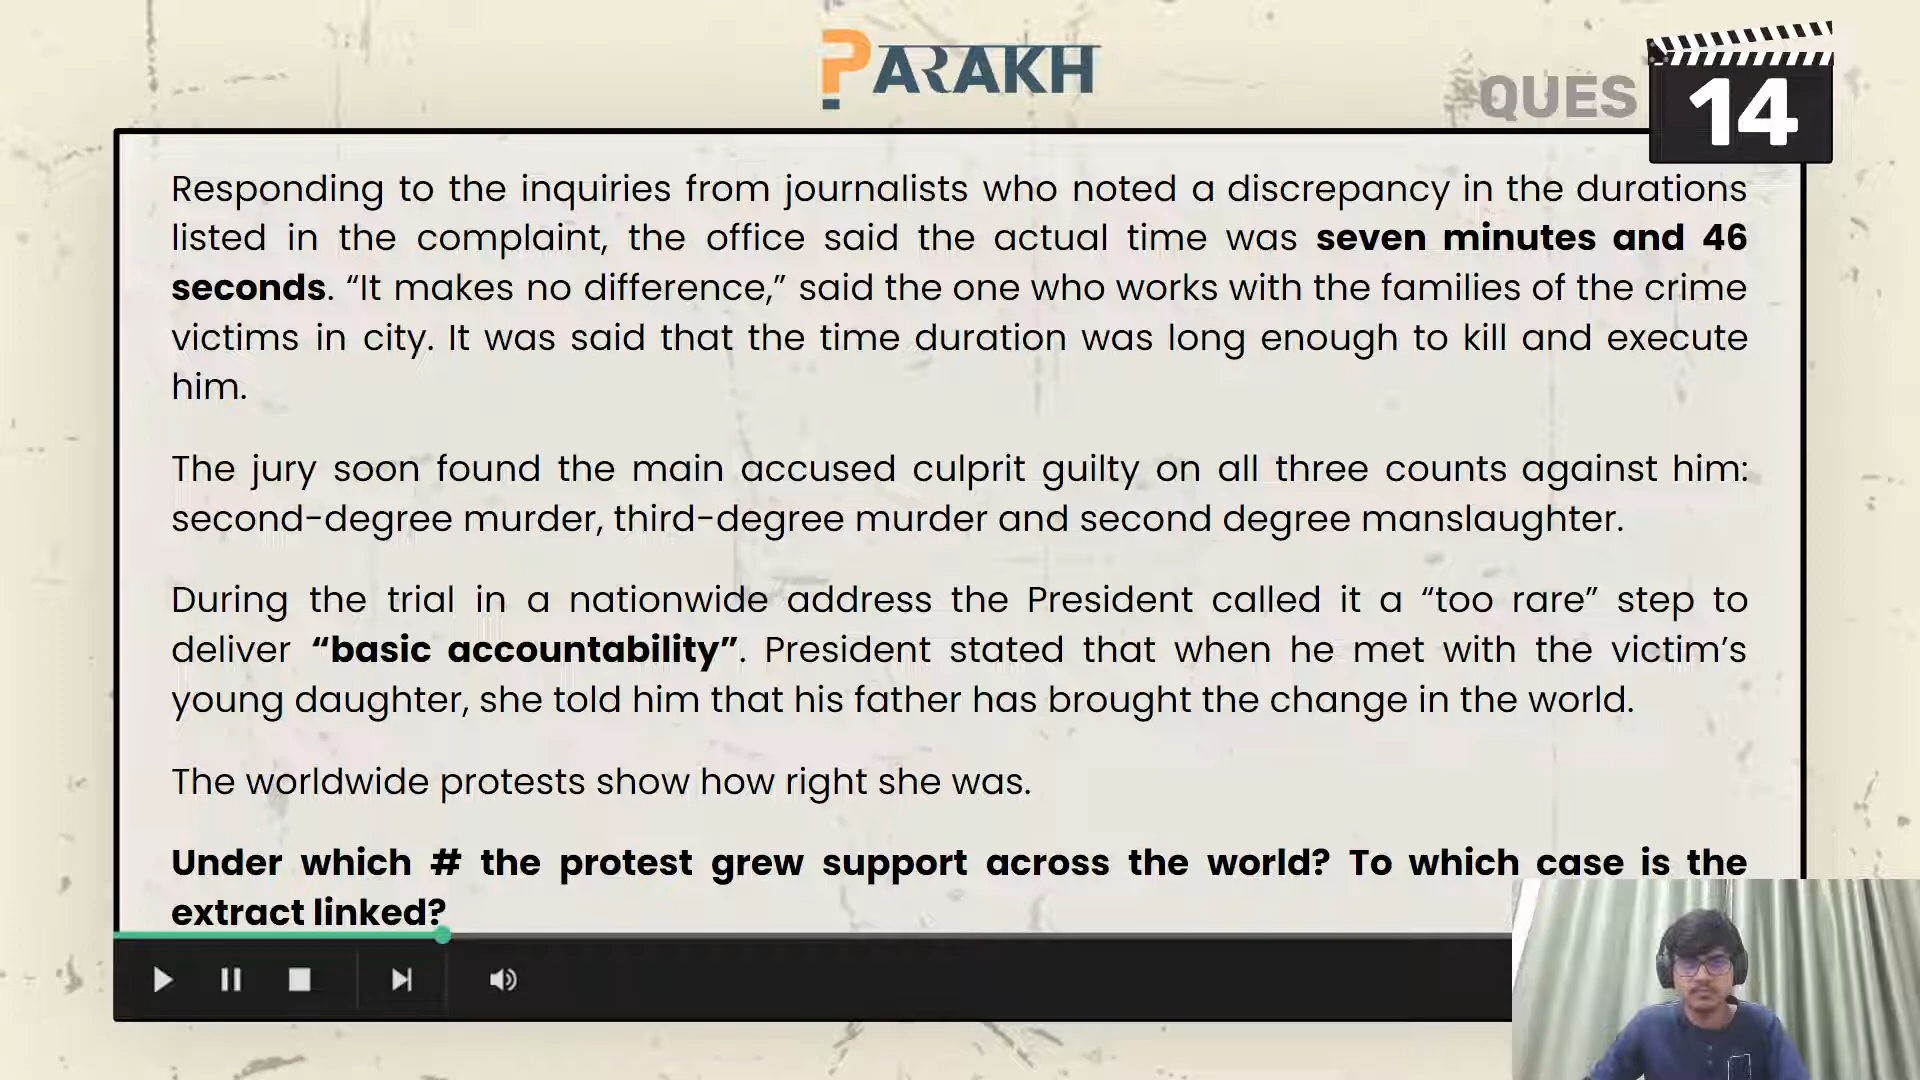 PARAKH
QUES 14
Responding to the inquiries from journalists who noted a discrepancy in the durations
listed in the complaint, the office said the actual time was seven minutes and 46
seconds. “It makes no difference,” said the one who works with the families of the crime
victims in city. It was said that the time duration was long enough to kill and execute
him.
The jury soon found the main accused culprit guilty on all three counts against him:
second-degree murder, third-degree murder and second degree manslaughter.
During the trial in a nationwide address the President called it a “too rare” step to
deliver “basic accountability”. President stated that when he met with the victim’s
young daughter, she told him that his father has brought the change in the world.
The worldwide protests show how right she was.
Under which # the protest grew support across the world? To which case is the
extract linked?